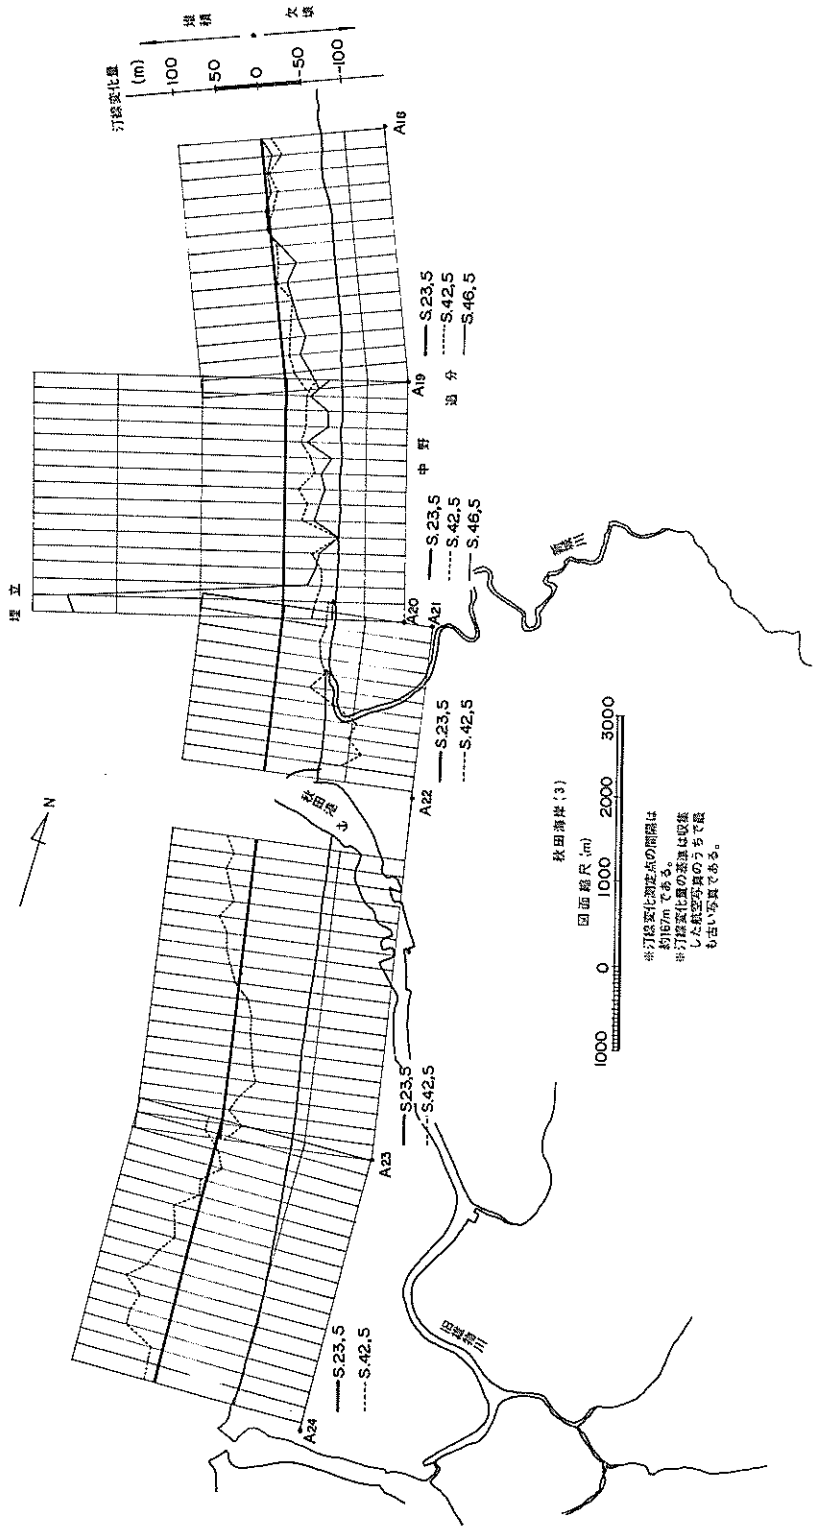 汀線変化量
(m)
100
50
0
-50
-100
堆積
欠壊
A18
S.23,5
S.42,5
S.46,5
A19
追分
中野
S.23,5
S.42,5
S.46,5
埋立
A20
A21
S.23,5
S.42,5
A22
N
秋田港
S.23,5
S.42,5
A23
S.23,5
S.42,5
A24
旧雄物川
秋田海岸(3)
図面縮尺(m)
1000 0 1000 2000 3000
※汀線変化測定点の間隔は
約167mである。
※汀線変化量の基準は収集
した航空写真のうちで最
も古い写真である。